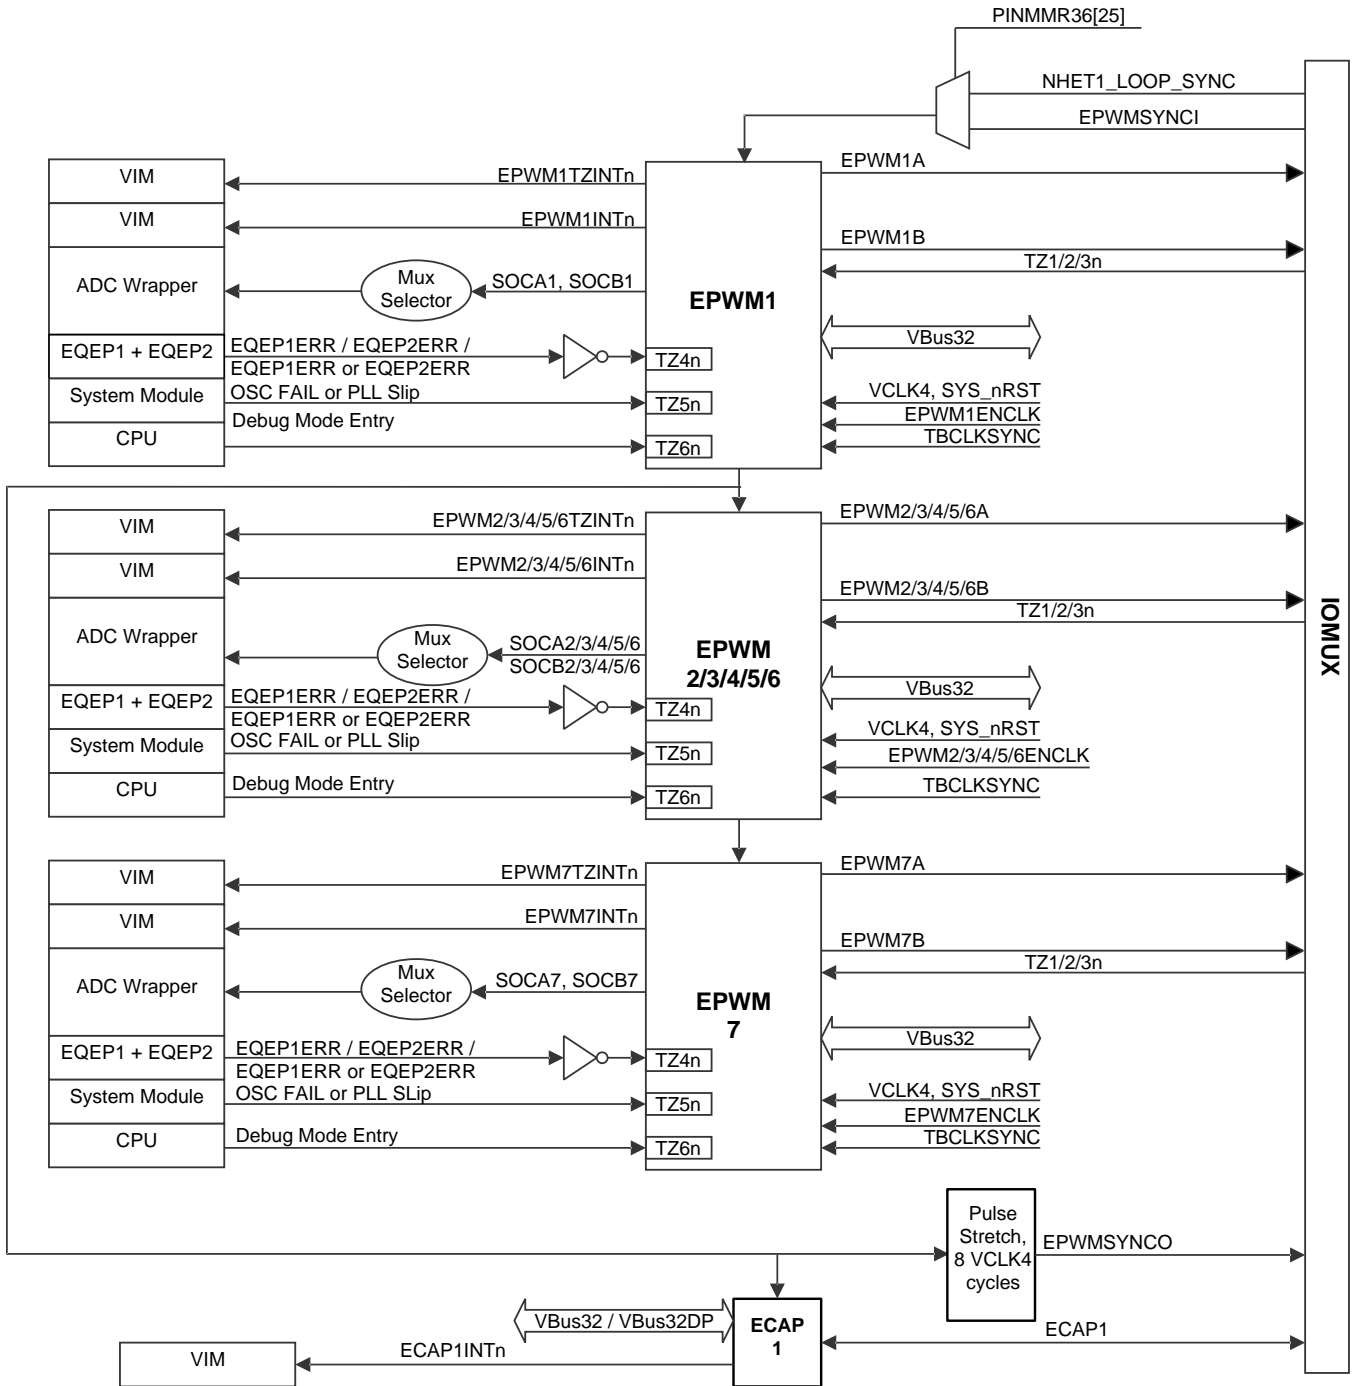 PINMMR36[25]
NHET1_LOOP_SYNC
EPWMSYNCI
VIM
EPWM1TZINTn
EPWM1A
VIM
EPWM1INTn
EPWM1B
TZ1/2/3n
ADC Wrapper
Mux
Selector
SOCA1, SOCB1
EPWM1
VBus32
EQEP1 + EQEP2
EQEP1ERR / EQEP2ERR /
EQEP1ERR or EQEP2ERR
TZ4n
System Module
OSC FAIL or PLL Slip
TZ5n
VCLK4, SYS_nRST
EPWM1ENCLK
CPU
Debug Mode Entry
TZ6n
TBCLKSYNC
VIM
EPWM2/3/4/5/6TZINTn
EPWM2/3/4/5/6A
VIM
EPWM2/3/4/5/6INTn
EPWM2/3/4/5/6B
TZ1/2/3n
IOMUX
ADC Wrapper
Mux
Selector
SOCA2/3/4/5/6
SOCB2/3/4/5/6
EPWM
2/3/4/5/6
VBus32
EQEP1 + EQEP2
EQEP1ERR / EQEP2ERR /
EQEP1ERR or EQEP2ERR
TZ4n
System Module
OSC FAIL or PLL Slip
TZ5n
VCLK4, SYS_nRST
EPWM2/3/4/5/6ENCLK
CPU
Debug Mode Entry
TZ6n
TBCLKSYNC
VIM
EPWM7TZINTn
EPWM7A
VIM
EPWM7INTn
EPWM7B
TZ1/2/3n
ADC Wrapper
Mux
Selector
SOCA7, SOCB7
EPWM
7
VBus32
EQEP1 + EQEP2
EQEP1ERR / EQEP2ERR /
EQEP1ERR or EQEP2ERR
TZ4n
System Module
OSC FAIL or PLL SLip
TZ5n
VCLK4, SYS_nRST
EPWM7ENCLK
CPU
Debug Mode Entry
TZ6n
TBCLKSYNC
Pulse
Stretch,
8 VCLK4
cycles
EPWMSYNCO
VBus32 / VBus32DP
ECAP
1
ECAP1
VIM
ECAP1INTn